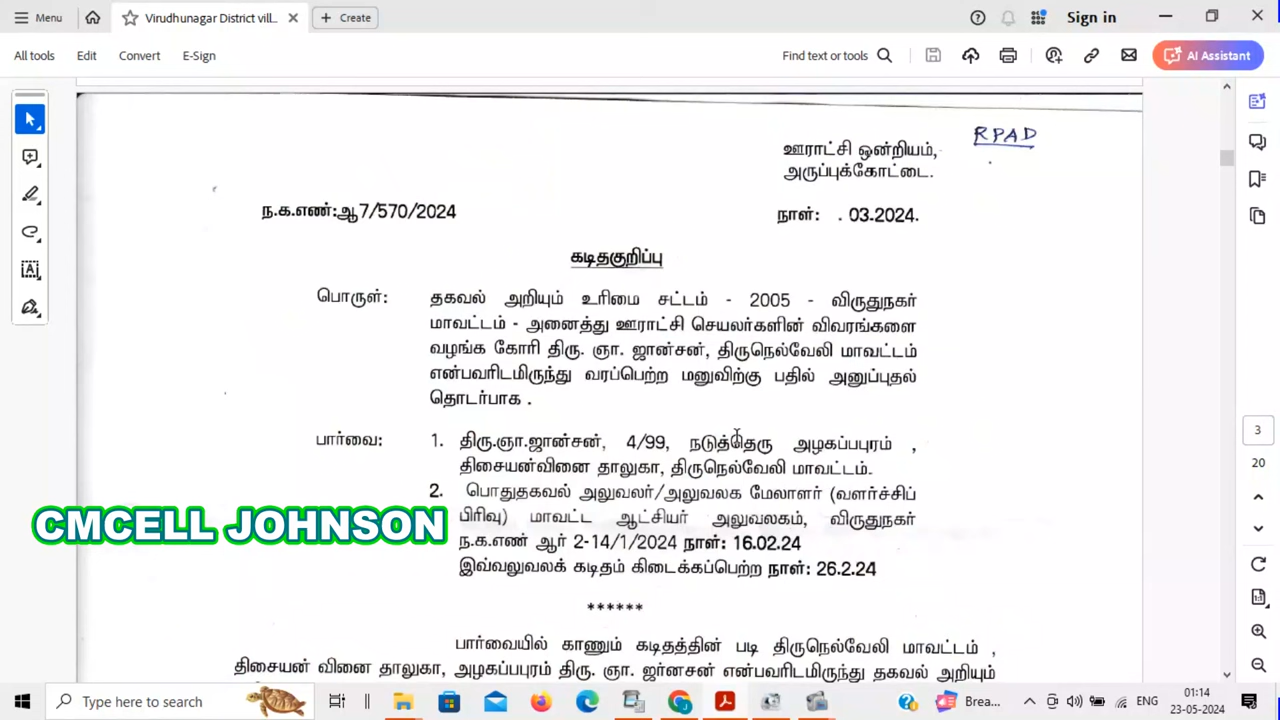 Menu
Virudhunagar District vill...
Create
Sign in
All tools
Edit
Convert
E-Sign
Find text or tools
AI Assistant
RPAD
ஊராட்சி ஒன்றியம்,
அருப்புக்கோட்டை.
ந.க.எண்:ஆ7/570/2024
நாள்: . 03.2024.
கடிதகுறிப்பு
பொருள்: தகவல் அறியும் உரிமை சட்டம் - 2005 - விருதுநகர்
மாவட்டம் - அனைத்து ஊராட்சி செயலர்களின் விவரங்களை
வழங்க கோரி திரு. ஞா. ஜான்சன், திருநெல்வேலி மாவட்டம்
என்பவரிடமிருந்து வரப்பெற்ற மனுவிற்கு பதில் அனுப்புதல்
தொடர்பாக .
பார்வை: 1. திரு.ஞா.ஜான்சன், 4/99, நடுத்தெரு அழகப்பபுரம் ,
திசையன்வினை தாலுகா, திருநெல்வேலி மாவட்டம்.
2. பொதுதகவல் அலுவலர்/அலுவலக மேலாளர் (வளர்ச்சிப்
பிரிவு) மாவட்ட ஆட்சியர் அலுவலகம், விருதுநகர்
ந.க.எண் ஆர் 2-14/1/2024 நாள்: 16.02.24
இவ்வலுவலக் கடிதம் கிடைக்கப்பெற்ற நாள்: 26.2.24
******
பார்வையில் காணும் கடிதத்தின் படி திருநெல்வேலி மாவட்டம் ,
திசையன் வினை தாலுகா, அழகப்பபுரம் திரு. ஞா. ஜர்னசன் என்பவரிடமிருந்து தகவல் அறியும்
CMCELL JOHNSON
3
20
Type here to search
Brea...
ENG
01:14
23-05-2024